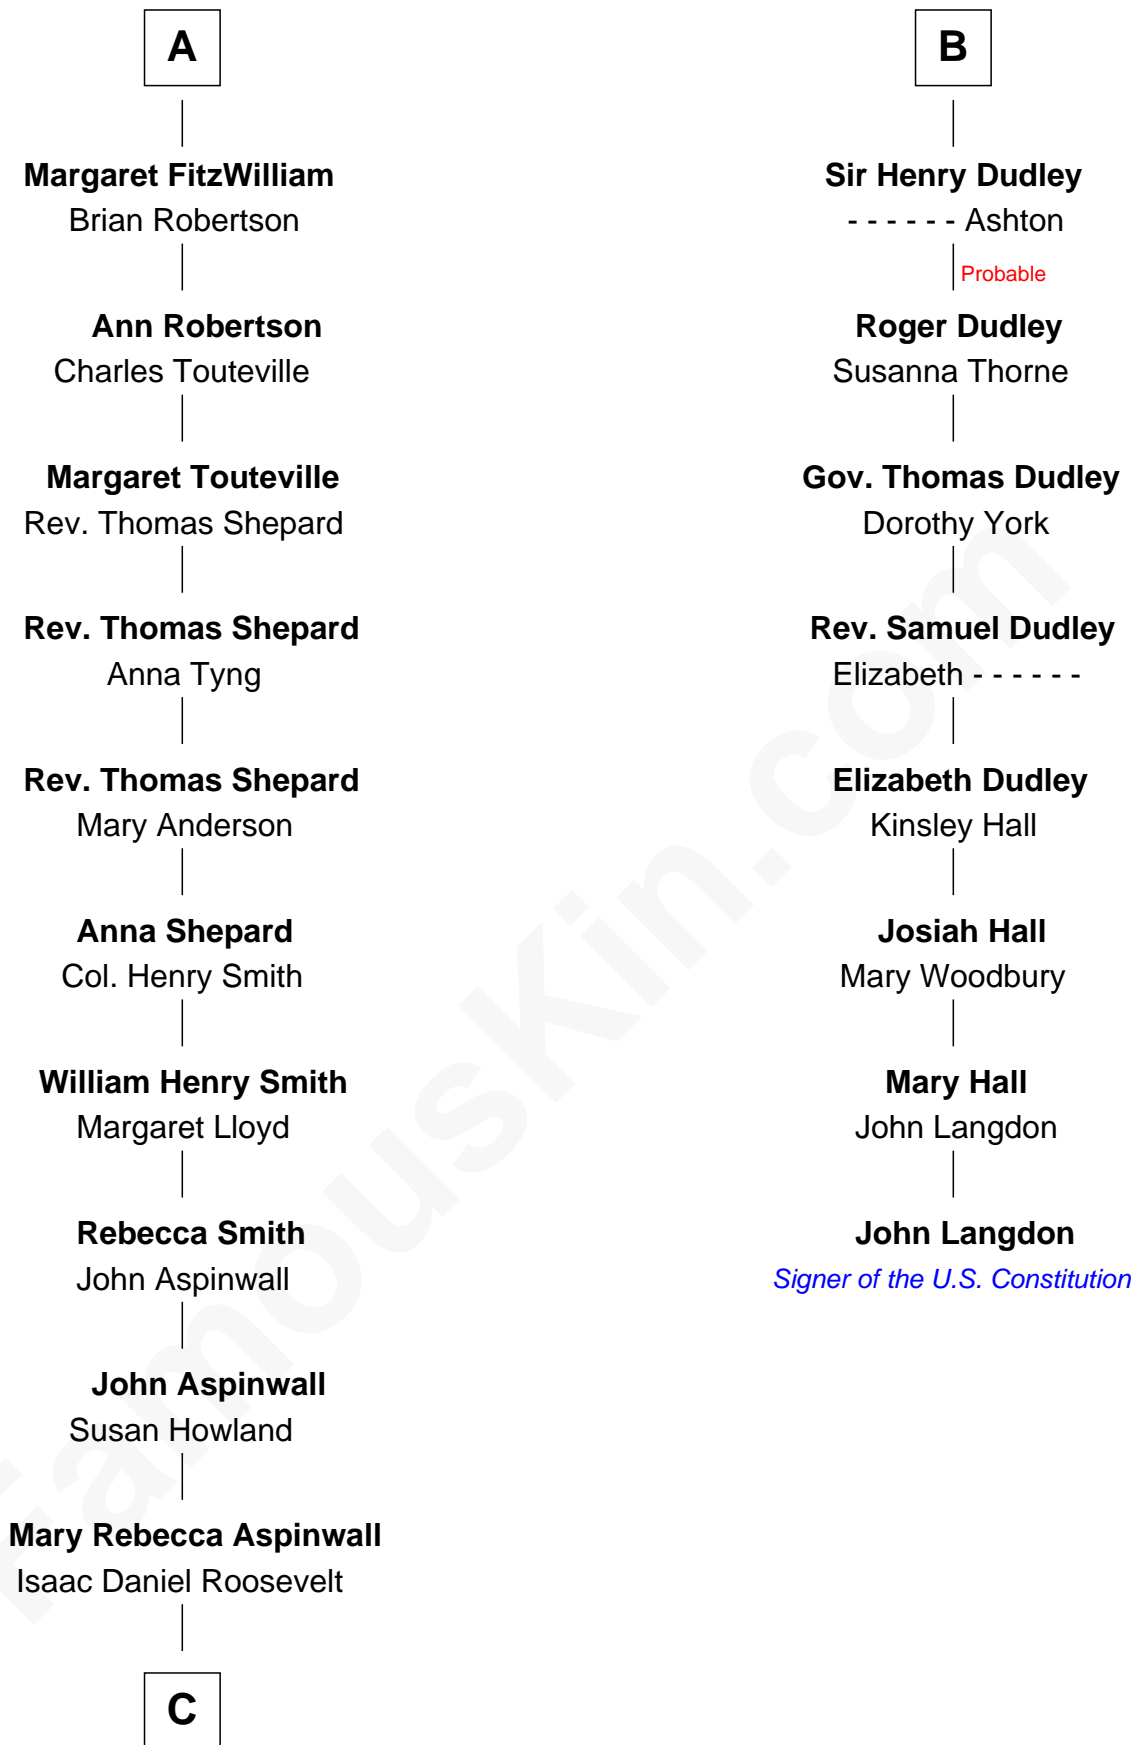 A
Margaret FitzWilliam
Brian Robertson
Ann Robertson
Charles Touteville
Margaret Touteville
Rev. Thomas Shepard
Rev. Thomas Shepard
Anna Tyng
Rev. Thomas Shepard
Mary Anderson
Anna Shepard
Col. Henry Smith
William Henry Smith
Margaret Lloyd
Rebecca Smith
John Aspinwall
John Aspinwall
Susan Howland
Mary Rebecca Aspinwall
Isaac Daniel Roosevelt
C
B
Sir Henry Dudley
- - - - - - Ashton
Probable
Roger Dudley
Susanna Thorne
Gov. Thomas Dudley
Dorothy York
Rev. Samuel Dudley
Elizabeth - - - - - -
Elizabeth Dudley
Kinsley Hall
Josiah Hall
Mary Woodbury
Mary Hall
John Langdon
John Langdon
Signer of the U.S. Constitution
FamousKin.com